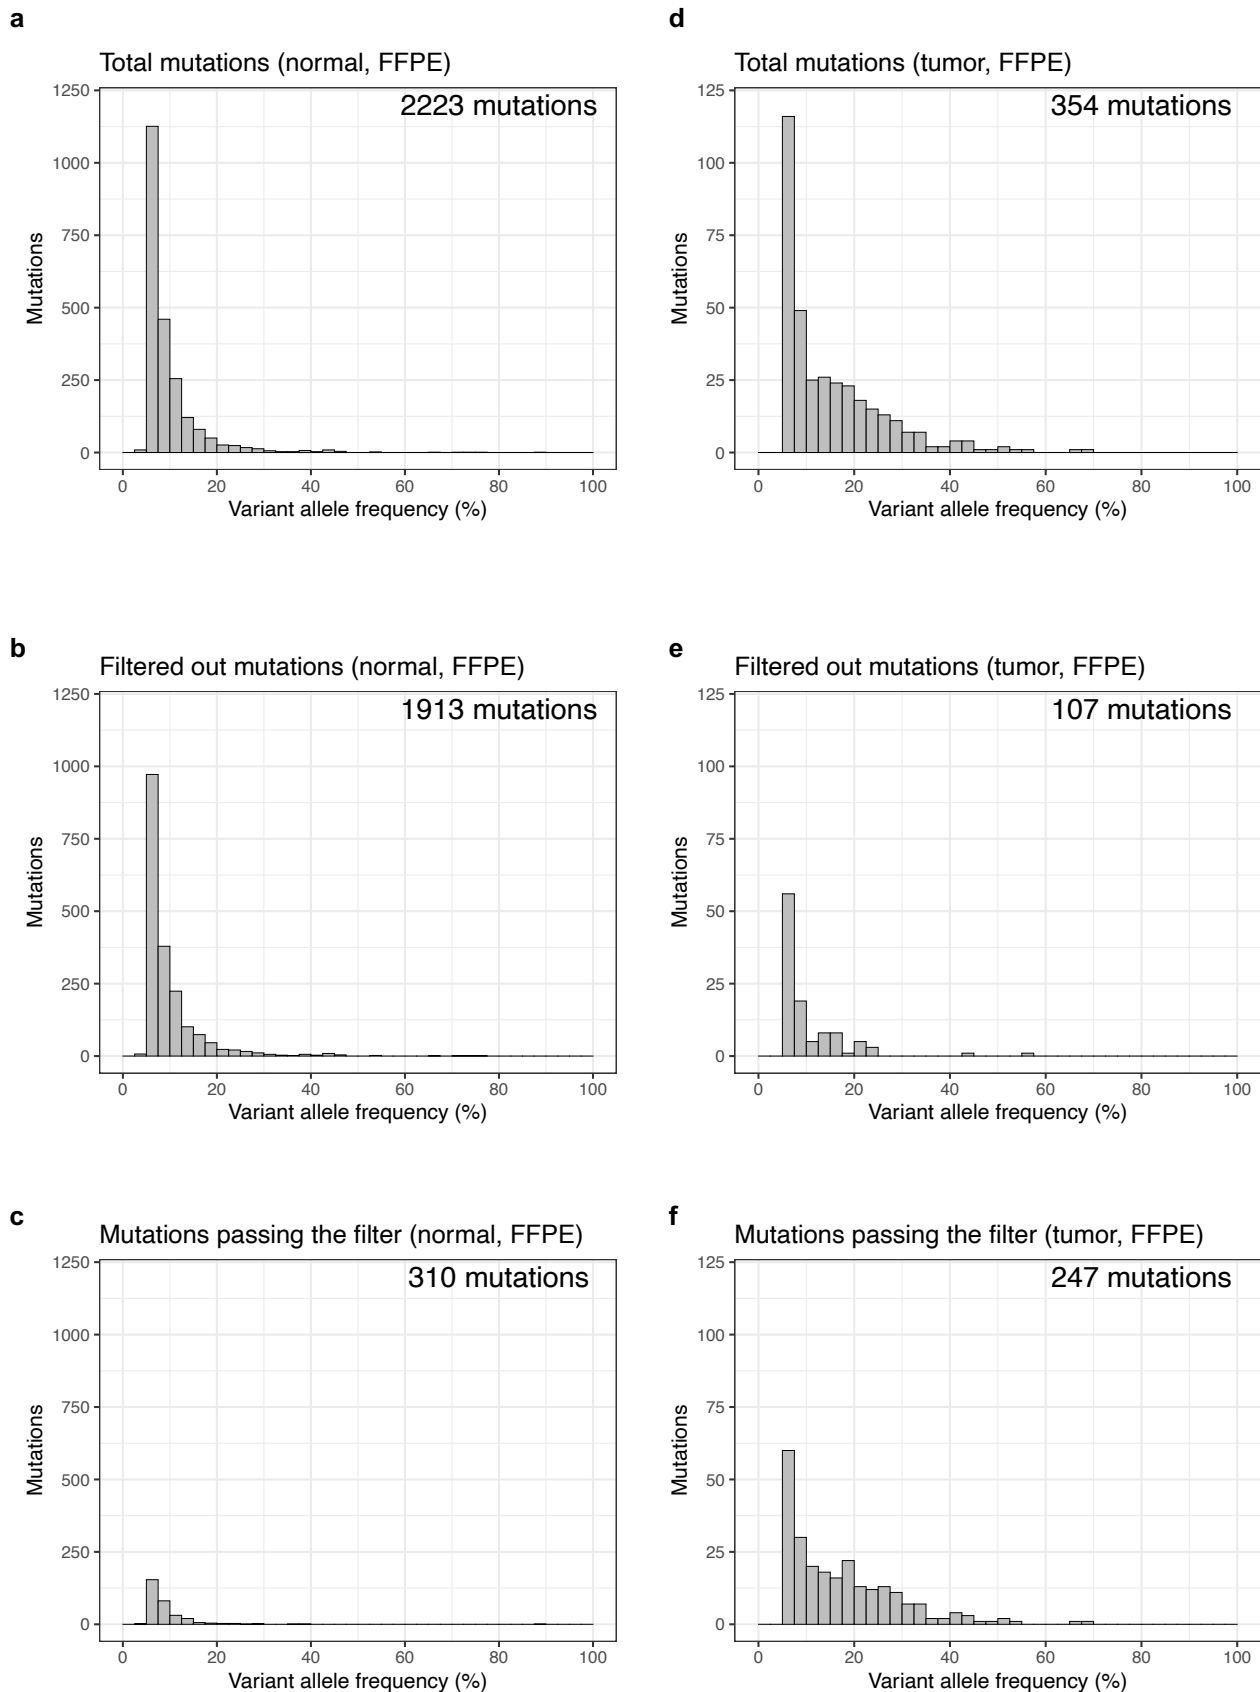 a
Total mutations (normal, FFPE)
2223 mutations
1250
1000
750
500
250
0
Mutations
0 20 40 60 80 100
Variant allele frequency (%)
d
Total mutations (tumor, FFPE)
354 mutations
125
100
75
50
25
0
Mutations
0 20 40 60 80 100
Variant allele frequency (%)
b
Filtered out mutations (normal, FFPE)
1913 mutations
1250
1000
750
500
250
0
Mutations
0 20 40 60 80 100
Variant allele frequency (%)
e
Filtered out mutations (tumor, FFPE)
107 mutations
125
100
75
50
25
0
Mutations
0 20 40 60 80 100
Variant allele frequency (%)
c
Mutations passing the filter (normal, FFPE)
310 mutations
1250
1000
750
500
250
0
Mutations
0 20 40 60 80 100
Variant allele frequency (%)
f
Mutations passing the filter (tumor, FFPE)
247 mutations
125
100
75
50
25
0
Mutations
0 20 40 60 80 100
Variant allele frequency (%)